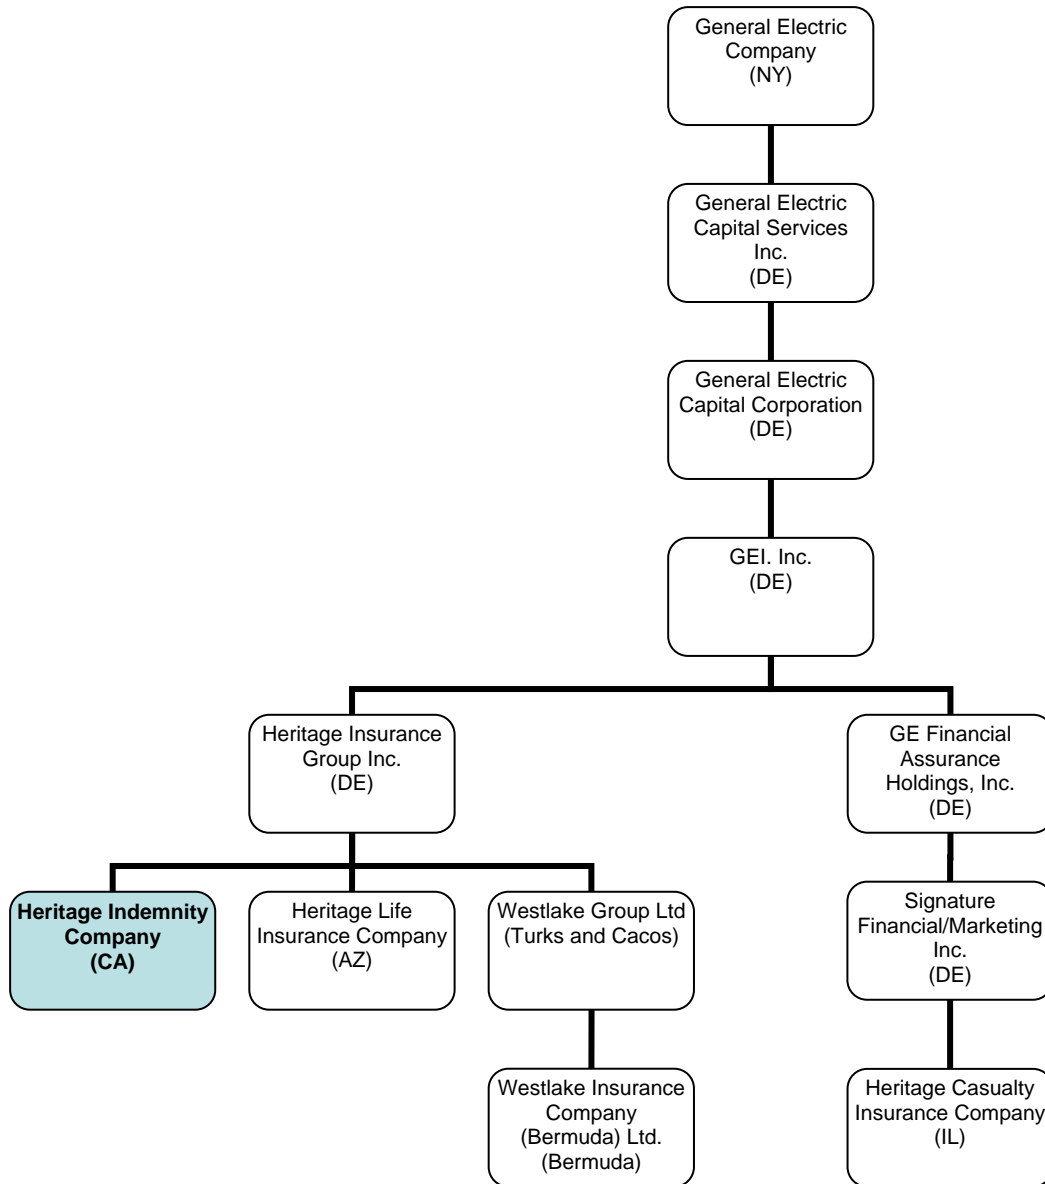 General Electric
Company
(NY)
General Electric
Capital Services
Inc.
(DE)
General Electric
Capital Corporation
(DE)
GEI. Inc.
(DE)
Heritage Insurance
Group Inc.
(DE)
GE Financial
Assurance
Holdings, Inc.
(DE)
Heritage Indemnity
Company
(CA)
Heritage Life
Insurance Company
(AZ)
Westlake Group Ltd
(Turks and Cacos)
Signature
Financial/Marketing
Inc.
(DE)
Westlake Insurance
Company
(Bermuda) Ltd.
(Bermuda)
Heritage Casualty
Insurance Company
(IL)